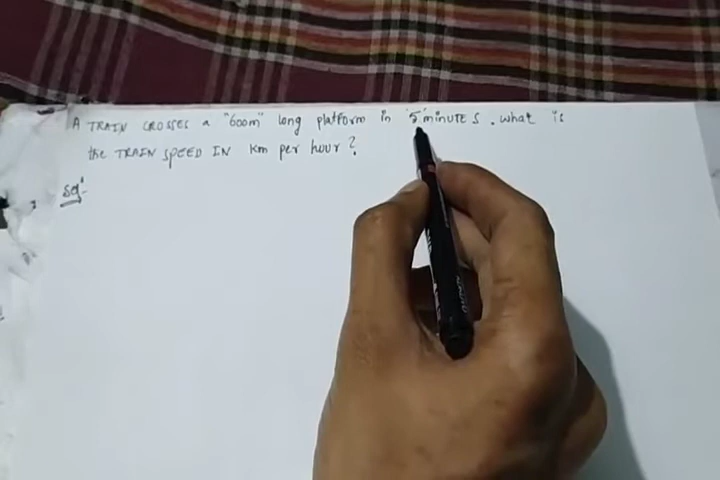 A TRAIN CROSSES a "600m" long platform in "5" minuTES. what is
the TRAIN SPEED IN Km per hour?
Sol:-